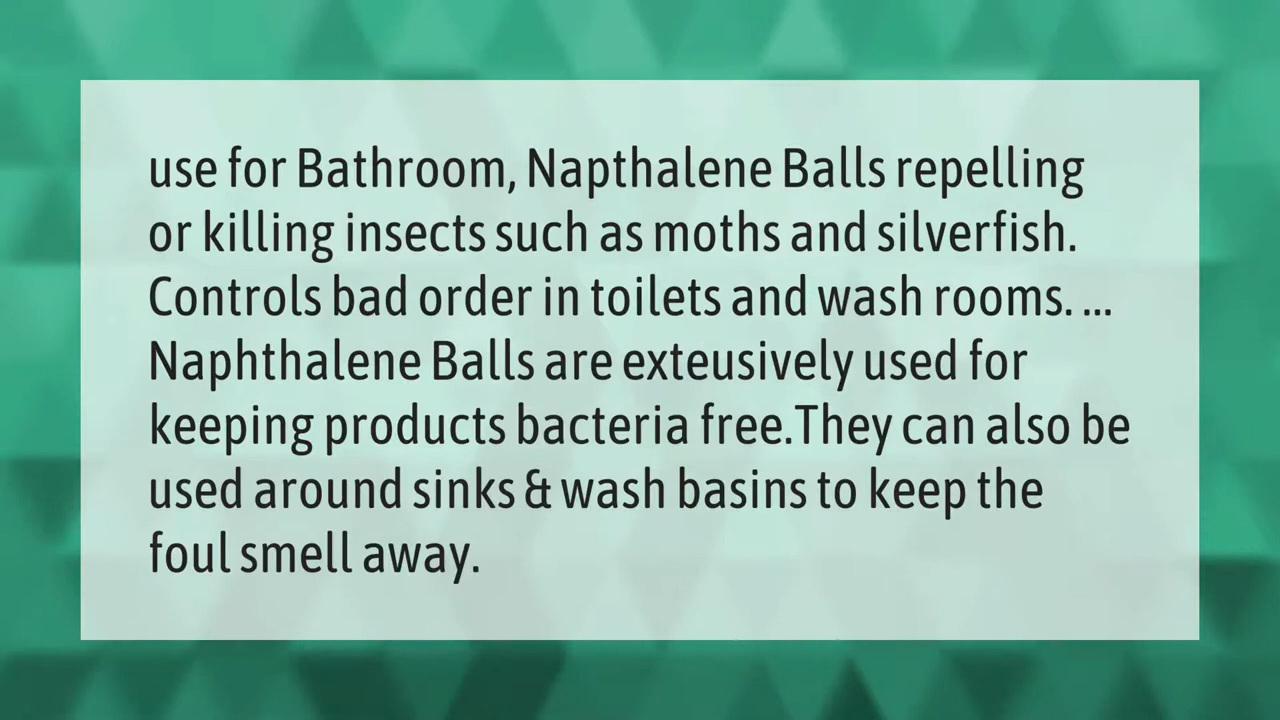 use for Bathroom, Napthalene Balls repelling
or killing insects such as moths and silverfish.
Controls bad order in toilets and wash rooms. ...
Naphthalene Balls are exteusively used for
keeping products bacteria free.They can also be
used around sinks & wash basins to keep the
foul smell away.